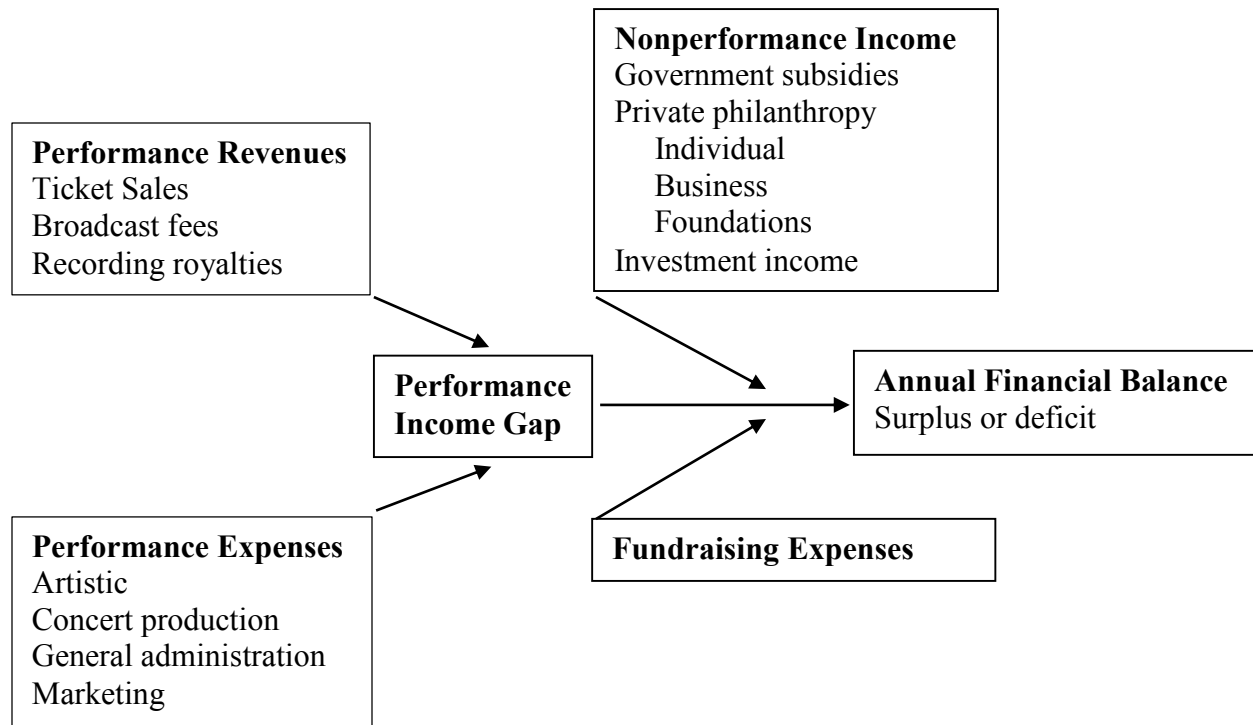 Nonperformance Income
Government subsidies
Private philanthropy
Individual
Business
Foundations
Investment income
Performance Revenues
Ticket Sales
Broadcast fees
Recording royalties
Performance
Income Gap
Annual Financial Balance
Surplus or deficit
Performance Expenses
Artistic
Concert production
General administration
Marketing
Fundraising Expenses